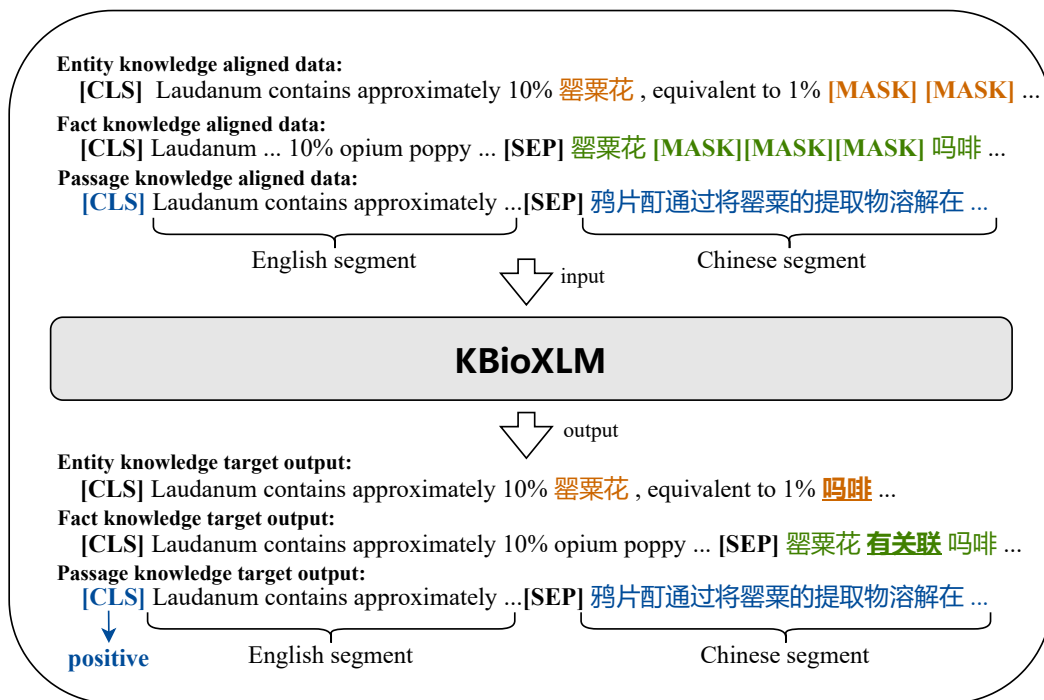 Entity knowledge aligned data:
[CLS] Laudanum contains approximately 10% 罂粟花 , equivalent to 1% [MASK] [MASK] ...
Fact knowledge aligned data:
[CLS] Laudanum ... 10% opium poppy ... [SEP] 罂粟花 [MASK][MASK][MASK] 吗啡 ...
Passage knowledge aligned data:
[CLS] Laudanum contains approximately ...[SEP] 鸦片酊通过将罂粟的提取物溶解在 ...
English segment Chinese segment
input
KBioXLM
output
Entity knowledge target output:
[CLS] Laudanum contains approximately 10% 罂粟花 , equivalent to 1% 吗啡 ...
Fact knowledge target output:
[CLS] Laudanum contains approximately 10% opium poppy ... [SEP] 罂粟花 有关联 吗啡 ...
Passage knowledge target output:
[CLS] Laudanum contains approximately ...[SEP] 鸦片酊通过将罂粟的提取物溶解在 ...
positive English segment Chinese segment